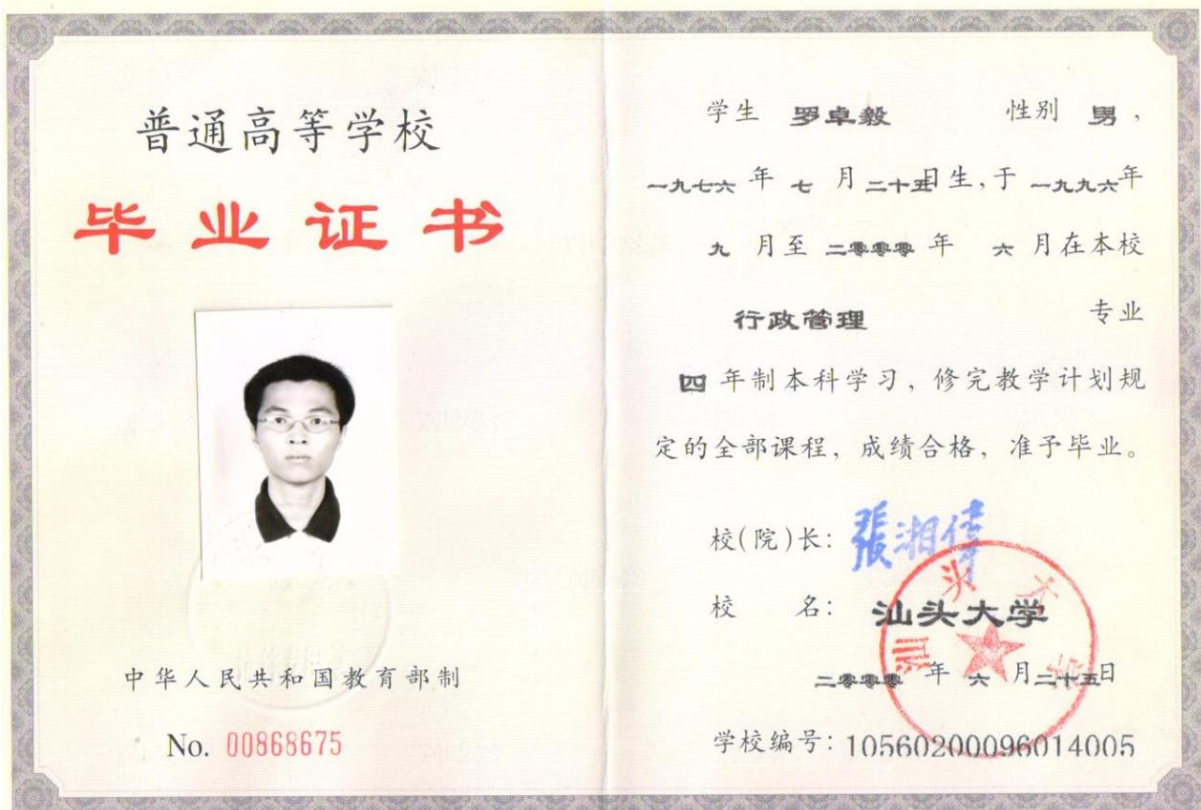 普通高等学校
毕业证书
中华人民共和国教育部制
No. 00868675
学生 罗卓毅 性别 男，
一九七六年七月二十五日生，于一九九六年
九月至二零零零年六月在本校
行政管理 专业
四年制本科学习，修完教学计划规
定的全部课程，成绩合格，准予毕业。
校(院)长：張湘偉
校名：汕头大学
汕头大学
二零零零年六月二十五日
学校编号：10560200096014005